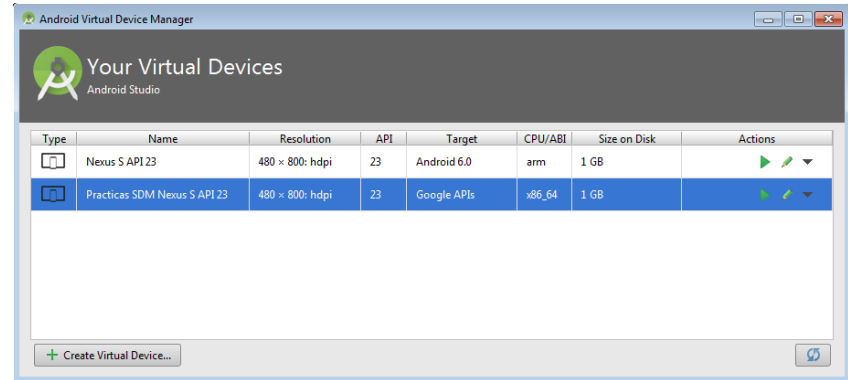 Android Virtual Device Manager
Your Virtual Devices
Android Studio
Type Name Resolution API Target CPU/ABI Size on Disk Actions
Nexus S API 23 480 × 800: hdpi 23 Android 6.0 arm 1 GB
Practicas SDM Nexus S API 23 480 × 800: hdpi 23 Google APIs x86_64 1 GB
Create Virtual Device...